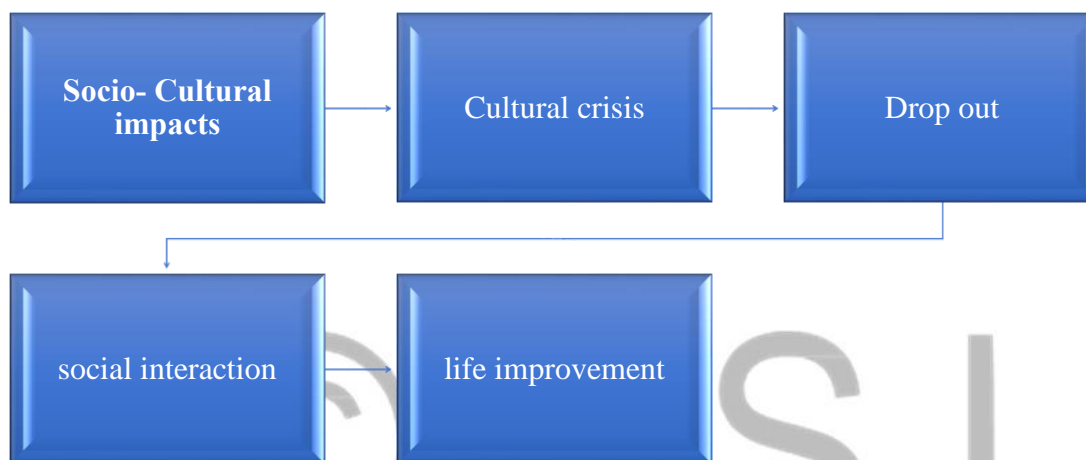 Socio- Cultural
impacts
Cultural crisis
Drop out
social interaction
life improvement